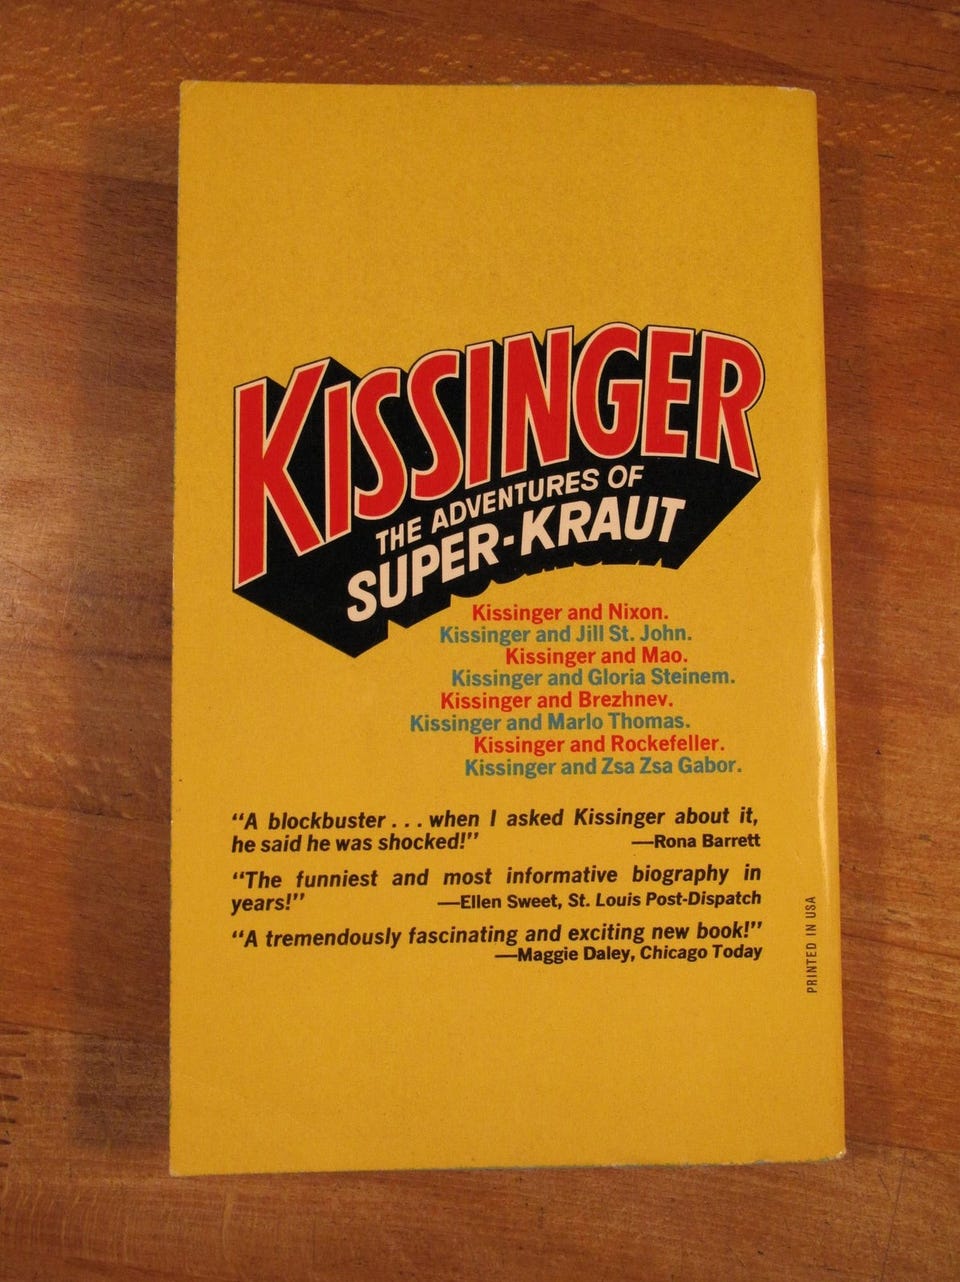 KISSINGER
THE ADVENTURES OF
SUPER-KRAUT
Kissinger and Nixon.
Kissinger and Jill St. John.
Kissinger and Mao.
Kissinger and Gloria Steinem.
Kissinger and Brezhnev.
Kissinger and Marlo Thomas.
Kissinger and Rockefeller.
Kissinger and Zsa Zsa Gabor.
“A blockbuster . . . when I asked Kissinger about it,
he said he was shocked!” —Rona Barrett
“The funniest and most informative biography in
years!” —Ellen Sweet, St. Louis Post-Dispatch
“A tremendously fascinating and exciting new book!”
—Maggie Daley, Chicago Today
PRINTED IN USA